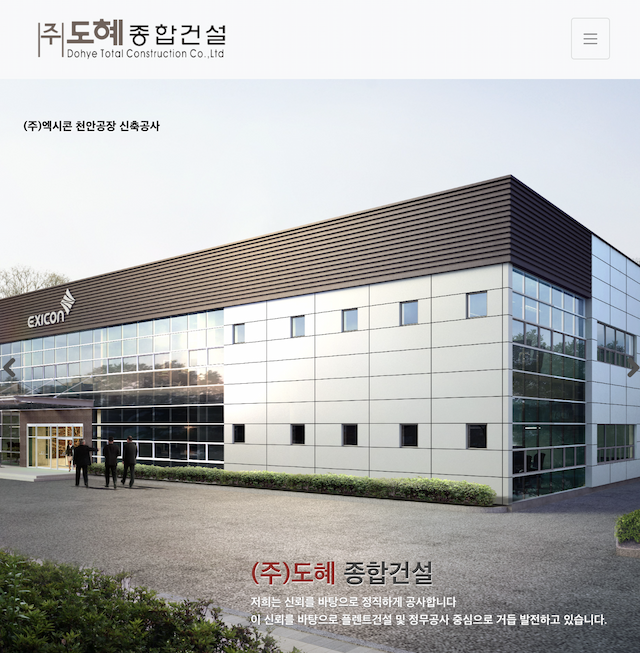 (주)도혜 종합건설
Dohye Total Construction Co.,Ltd
(주)엑시콘 천안공장 신축공사
EXICON
(주)도혜 종합건설
저희는 신뢰를 바탕으로 정직하게 공사합니다
이 신뢰를 바탕으로 플렌트건설 및 정무공사 중심으로 거듭 발전하고 있습니다.